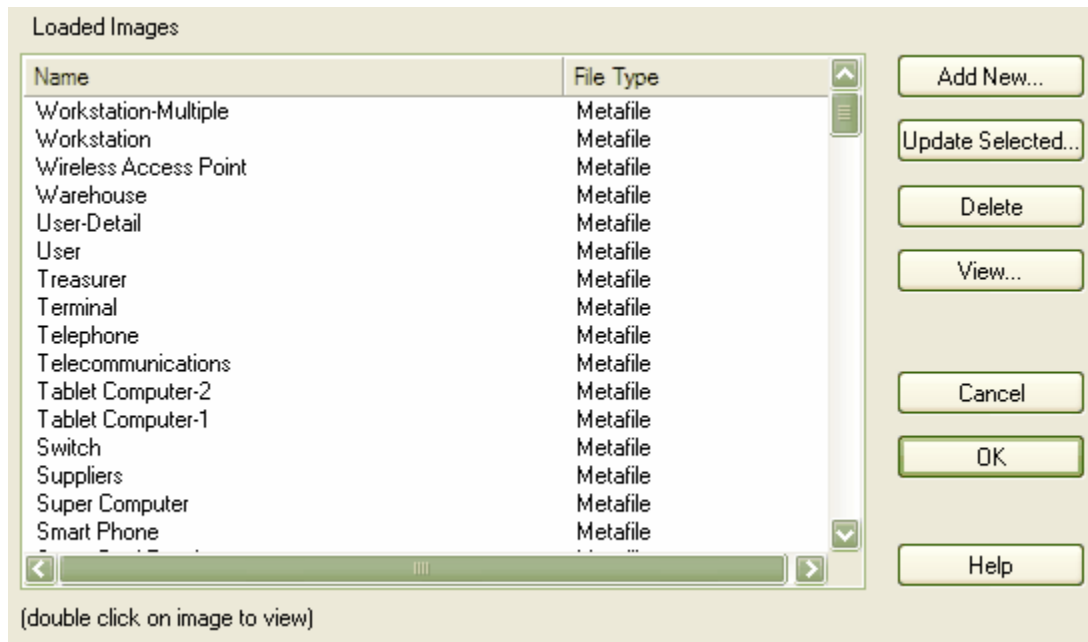 Loaded Images
Name File Type
Workstation-Multiple Metafile
Workstation Metafile
Wireless Access Point Metafile
Warehouse Metafile
User-Detail Metafile
User Metafile
Treasurer Metafile
Terminal Metafile
Telephone Metafile
Telecommunications Metafile
Tablet Computer-2 Metafile
Tablet Computer-1 Metafile
Switch Metafile
Suppliers Metafile
Super Computer Metafile
Smart Phone Metafile
(double click on image to view)
Add New...
Update Selected...
Delete
View...
Cancel
OK
Help